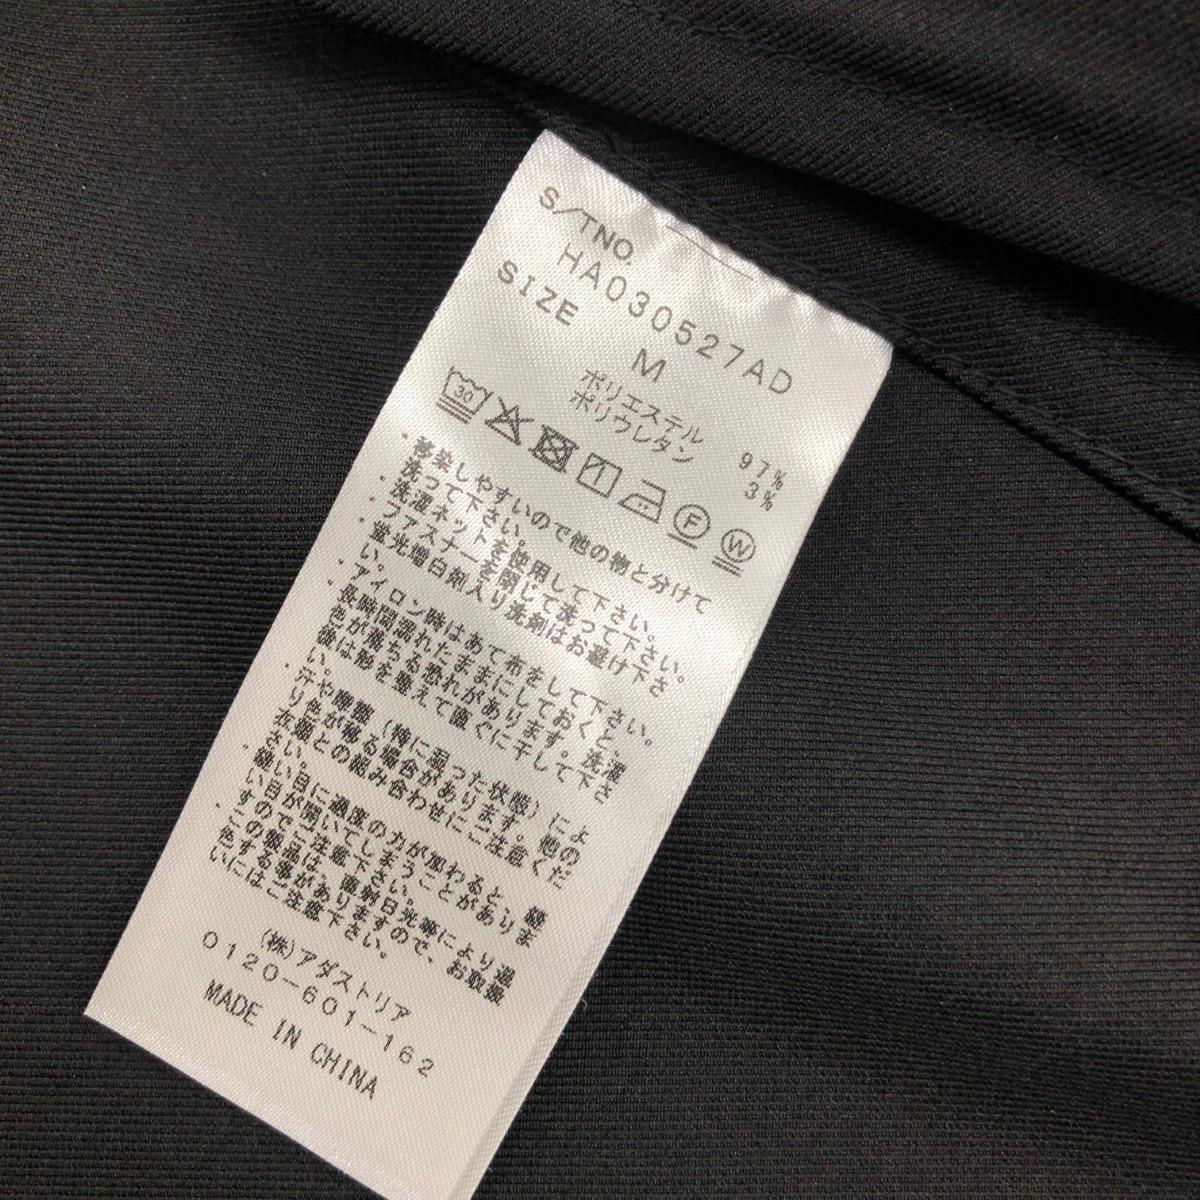 S/TNO.
HA030527AD
SIZE
M
ポリエステル 97%
ポリウレタン 3%
30
F
W
・移染しやすいので他の物と分けて
洗って下さい。
・洗濯ネットを使用して下さい。
・ファスナーを閉じて洗って下さい。
・蛍光増白剤入り洗剤はお避け下さ
い。
・アイロン時はあて布をして下さい。
・長時間濡れたままにしておくと、
色が落ちる恐れがあります。洗濯
後は形を整えて直ぐに干して下さ
い。
・汗や摩擦(特に湿った状態)によ
り色が移る場合があります。他の
衣類との組み合わせにご注意くだ
さい。
・縫い目に過度の力が加わると、縫
い目が開いてしまうことがありま
すのでご注意下さい。
・この製品は、直射日光等により退
色する事がありますので、お取扱
いにはご注意下さい。
(株)アダストリア
0120-601-162
MADE IN CHINA